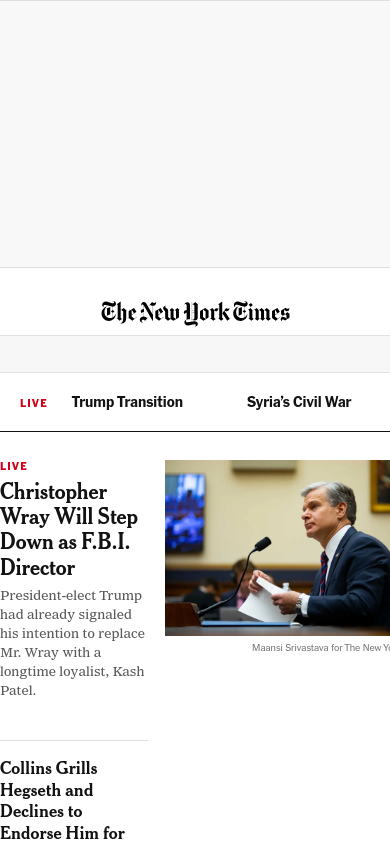 The New York Times
LIVE Trump Transition Syria’s Civil War
LIVE
Christopher
Wray Will Step
Down as F.B.I.
Director
President-elect Trump
had already signaled
his intention to replace
Mr. Wray with a
longtime loyalist, Kash
Patel.
Maansi Srivastava for The New
Collins Grills
Hegseth and
Declines to
Endorse Him for